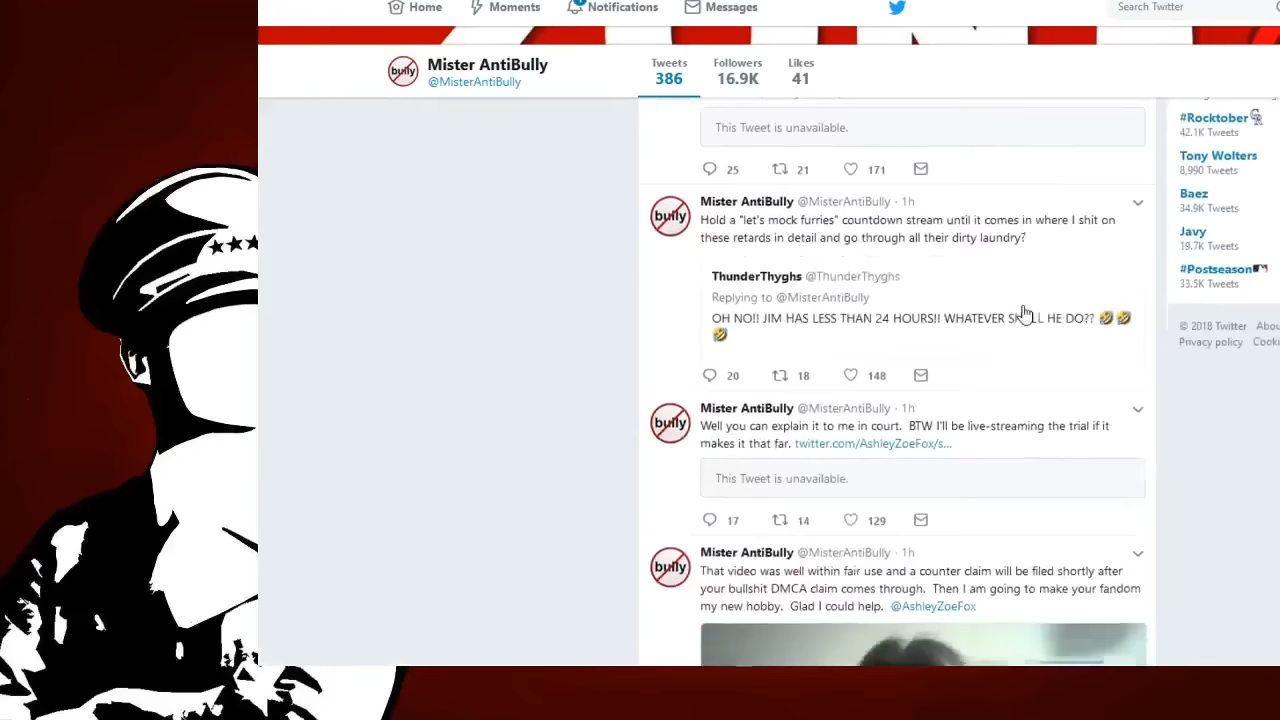 Home Moments Notifications Messages Search Twitter
bully Mister AntiBully
@MisterAntiBully
Tweets Followers Likes
386 16.9K 41
This Tweet is unavailable.
25 21 171
bully Mister AntiBully @MisterAntiBully · 1h
Hold a "let's mock furries" countdown stream until it comes in where I shit on
these retards in detail and go through all their dirty laundry?
ThunderThyghs @ThunderThyghs
Replying to @MisterAntiBully
OH NO!! JIM HAS LESS THAN 24 HOURS!! WHATEVER HE DO?? 🤣🤣
🤣
20 18 148
bully Mister AntiBully @MisterAntiBully · 1h
Well you can explain it to me in court. BTW I'll be live-streaming the trial if it
makes it that far. twitter.com/AshleyZoeFox/s...
This Tweet is unavailable.
17 14 129
bully Mister AntiBully @MisterAntiBully · 1h
That video was well within fair use and a counter claim will be filed shortly after
your bullshit DMCA claim comes through. Then I am going to make your fandom
my new hobby. Glad I could help. @AshleyZoeFox
#Rocktober
42.1K Tweets
Tony Wolters
8,990 Tweets
Baez
34.9K Tweets
Javy
19.7K Tweets
#Postseason
33.5K Tweets
© 2018 Twitter Abou
Privacy policy Cooki